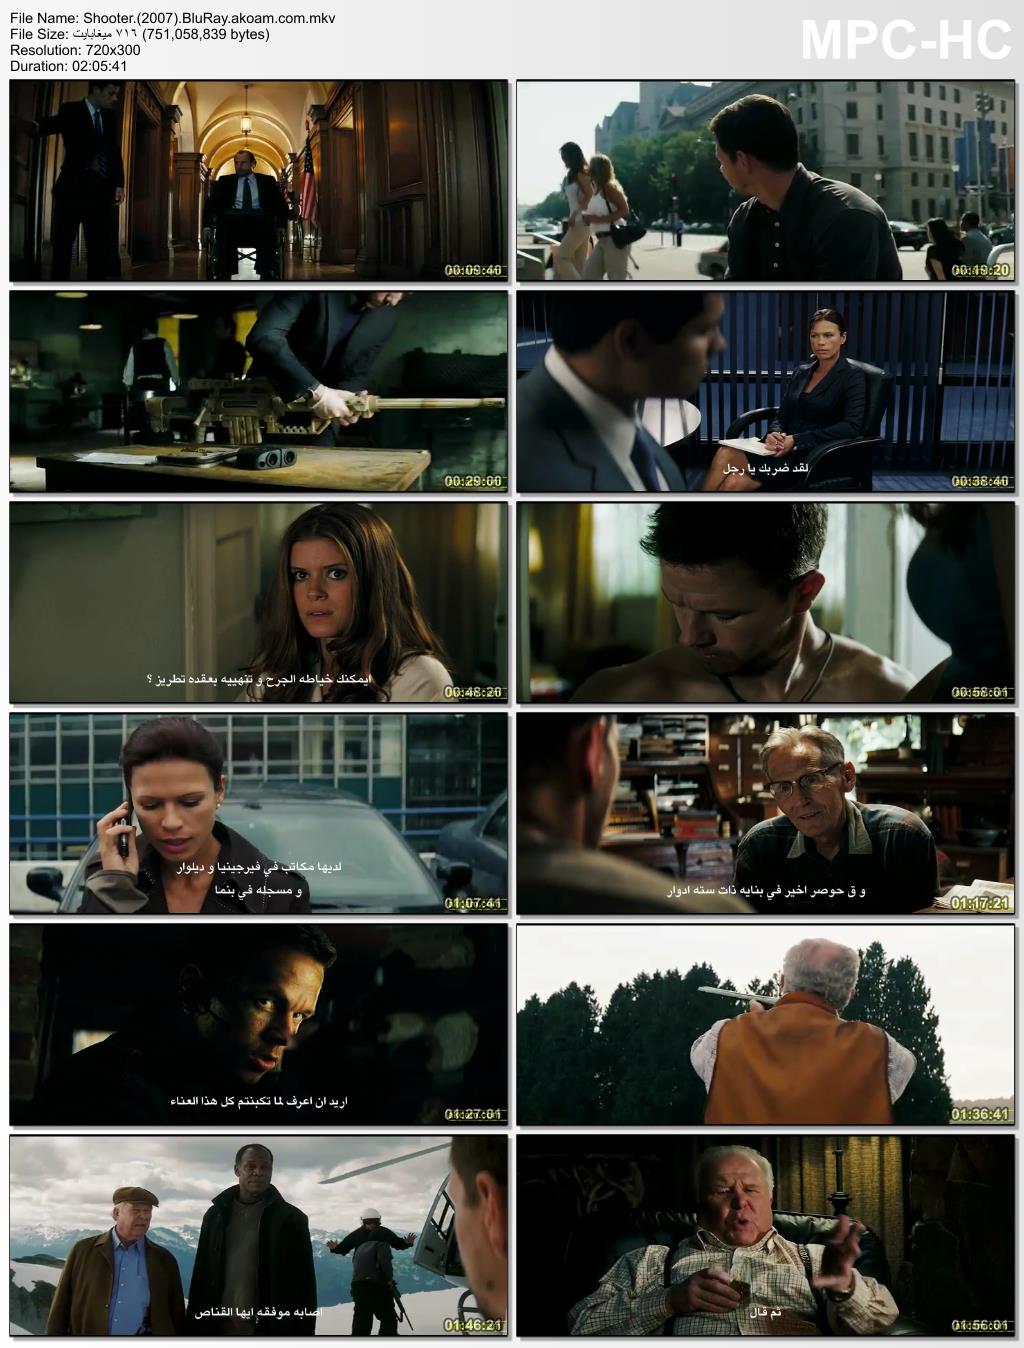 File Name: Shooter.(2007).BluRay.akoam.com.mkv
MPC-HC
File Size: ٧١٦ ميغابايت (751,058,839 bytes)
Resolution: 720x300
Duration: 02:05:41
00:09:40
00:19:20
00:29:00
لقد ضربك يا رجل
00:38:40
ايمكنك خياطه الجرح و تنهييه بعقده تطريز ؟
00:48:20
00:58:01
لديها مكاتب في فيرجينيا و ديلوار
و مسجله في بنما
01:07:41
و ق حوصر اخير في بنايه ذات سته ادوار
01:17:21
اريد ان اعرف لما تكبنتم كل هذا العناء
01:27:01
01:36:41
اصابه موفقه ايها القناص
01:46:21
ثم قال
01:56:01